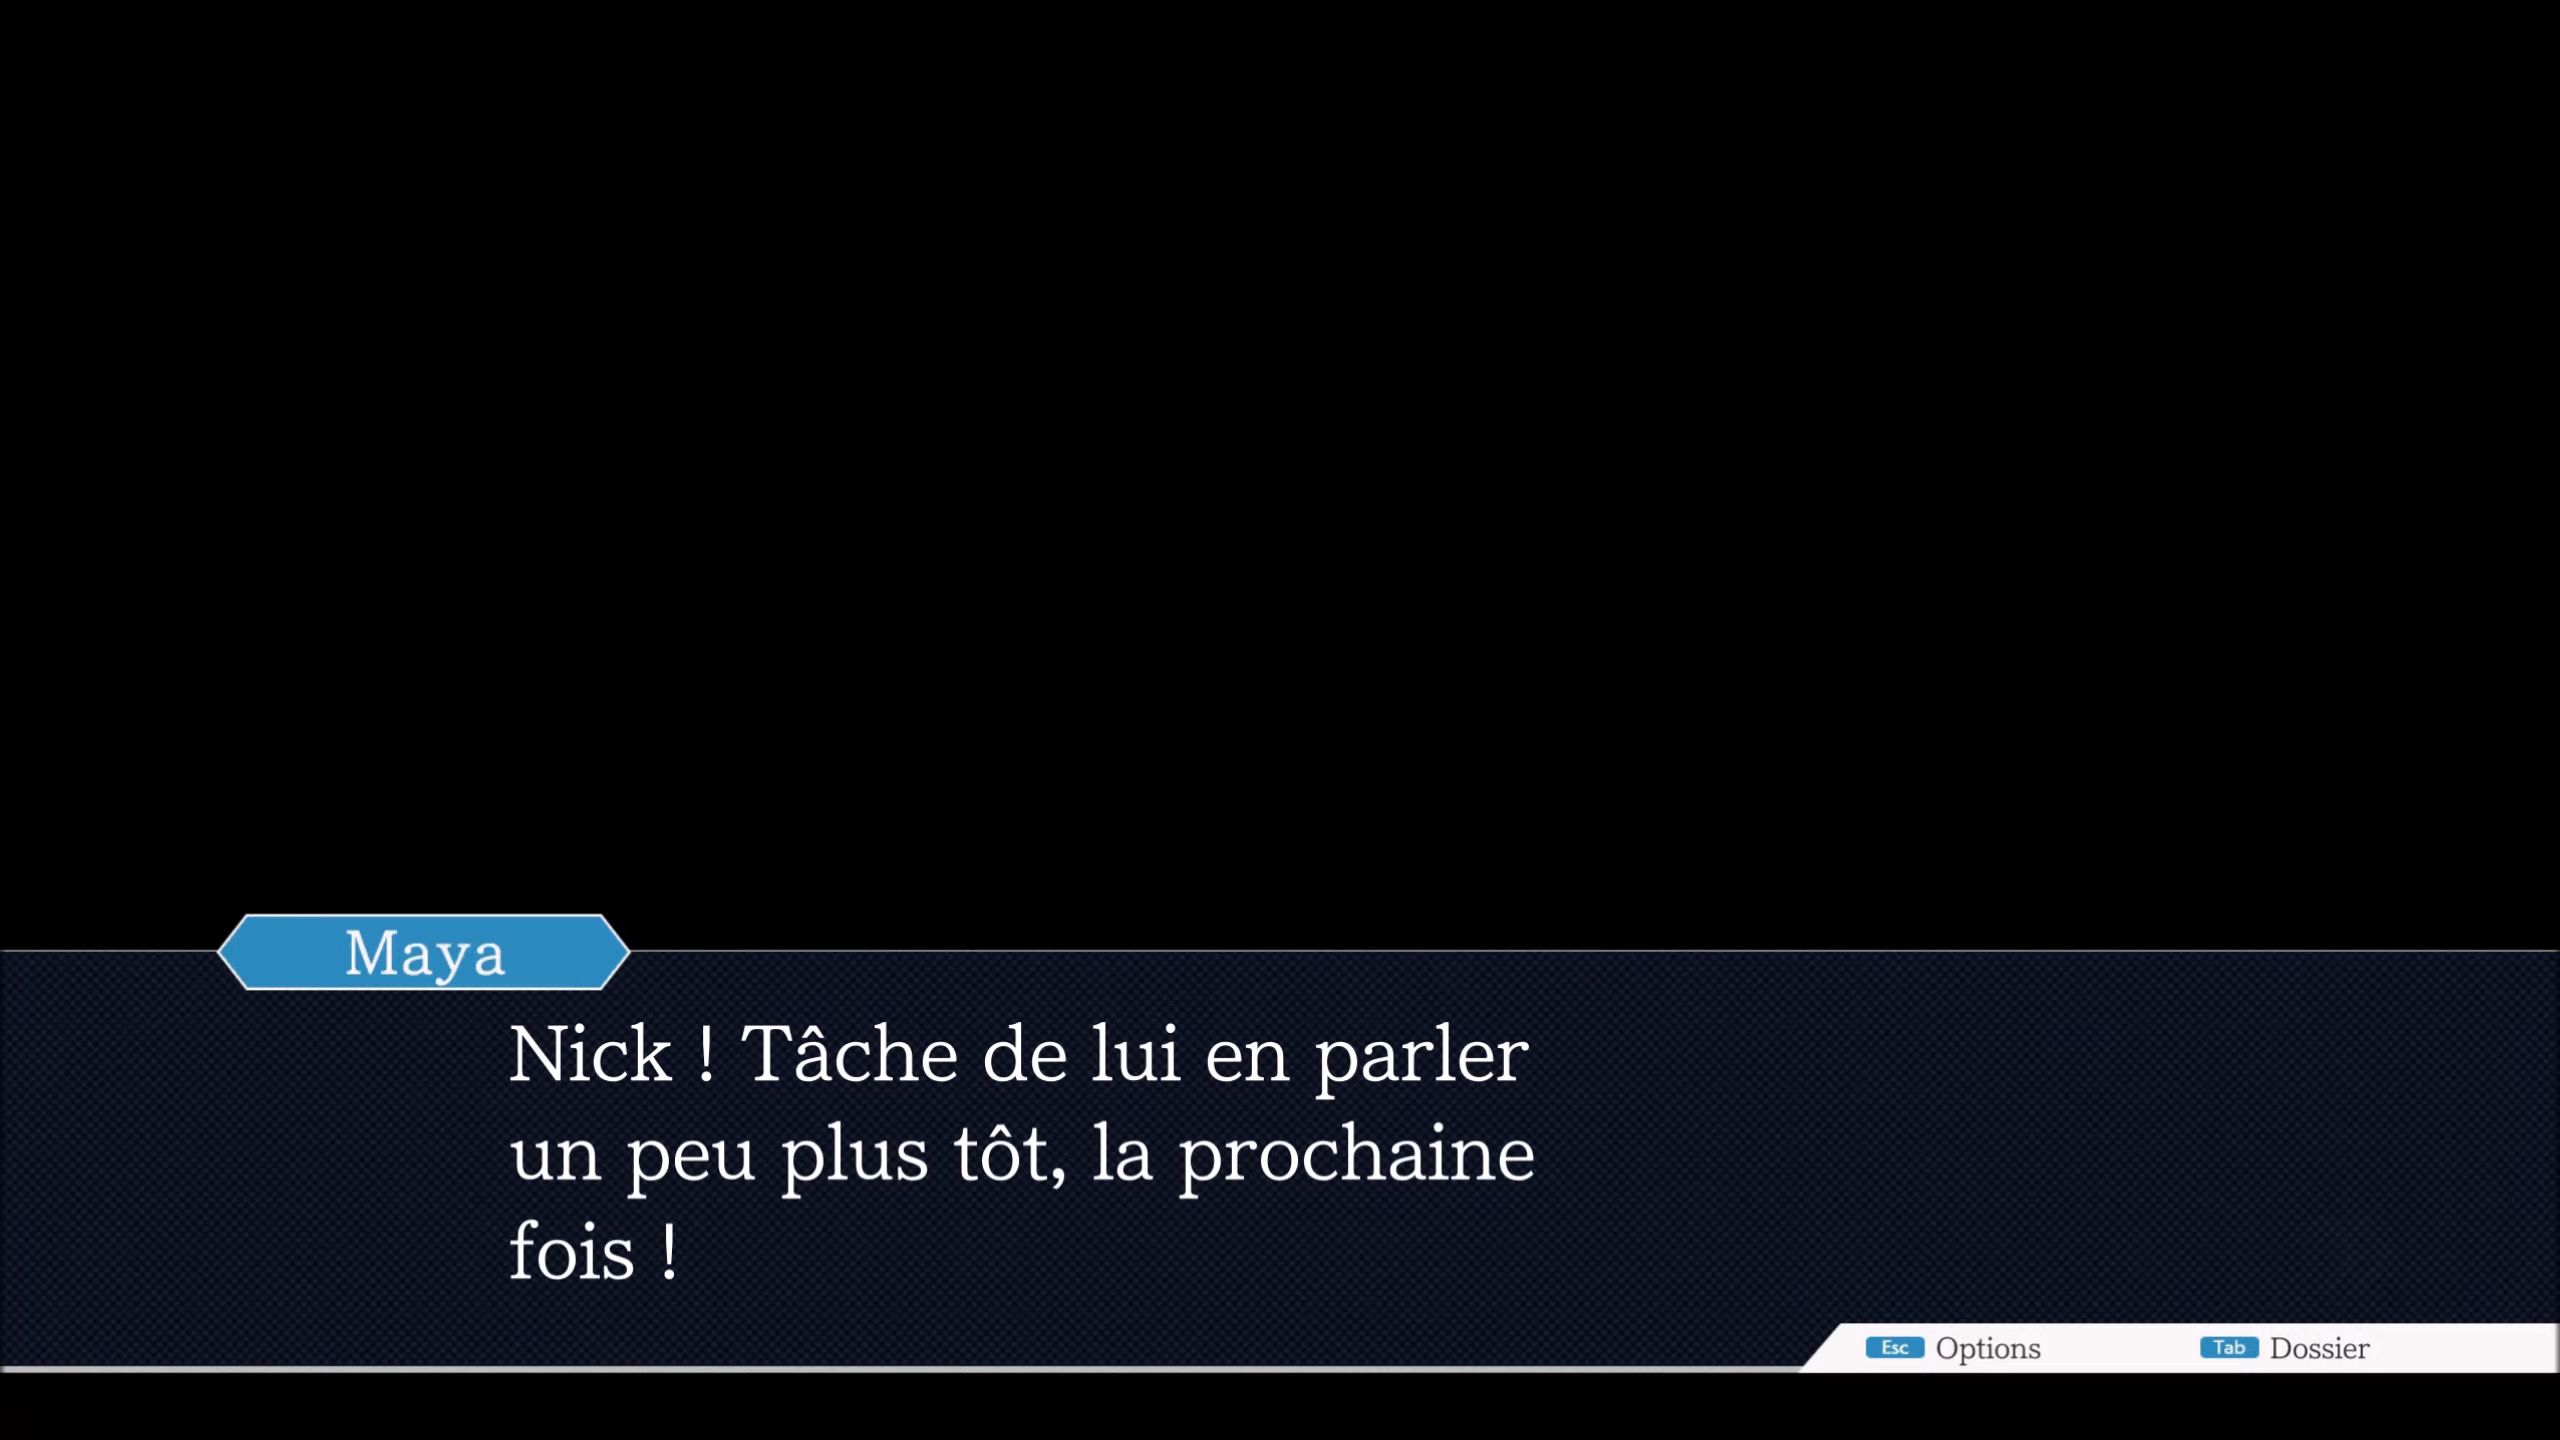 Maya
Nick ! Tâche de lui en parler
un peu plus tôt, la prochaine
fois !
Esc Options Tab Dossier